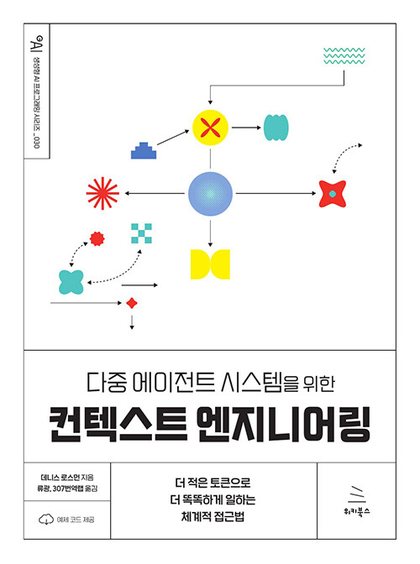 AI
생성형 AI 프로그래밍 시리즈 _ 030
다중 에이전트 시스템을 위한
컨텍스트 엔지니어링
데니스 로스먼 지음
류광, 307번역랩 옮김
예제 코드 제공
더 적은 토큰으로
더 똑똑하게 일하는
체계적 접근법
위키북스